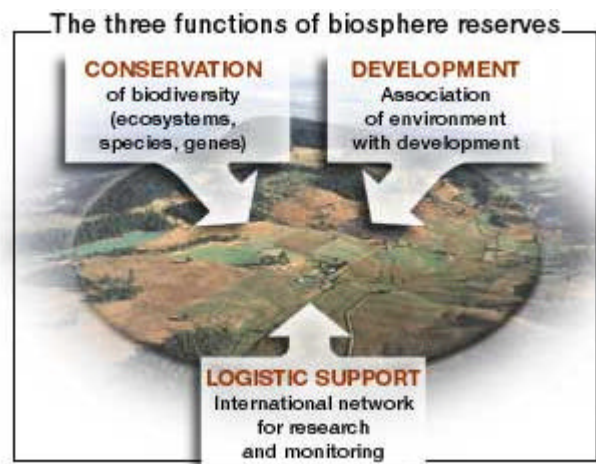 The three functions of biosphere reserves
CONSERVATION
of biodiversity
(ecosystems,
species, genes)
DEVELOPMENT
Association
of environment
with development
LOGISTIC SUPPORT
International network
for research
and monitoring